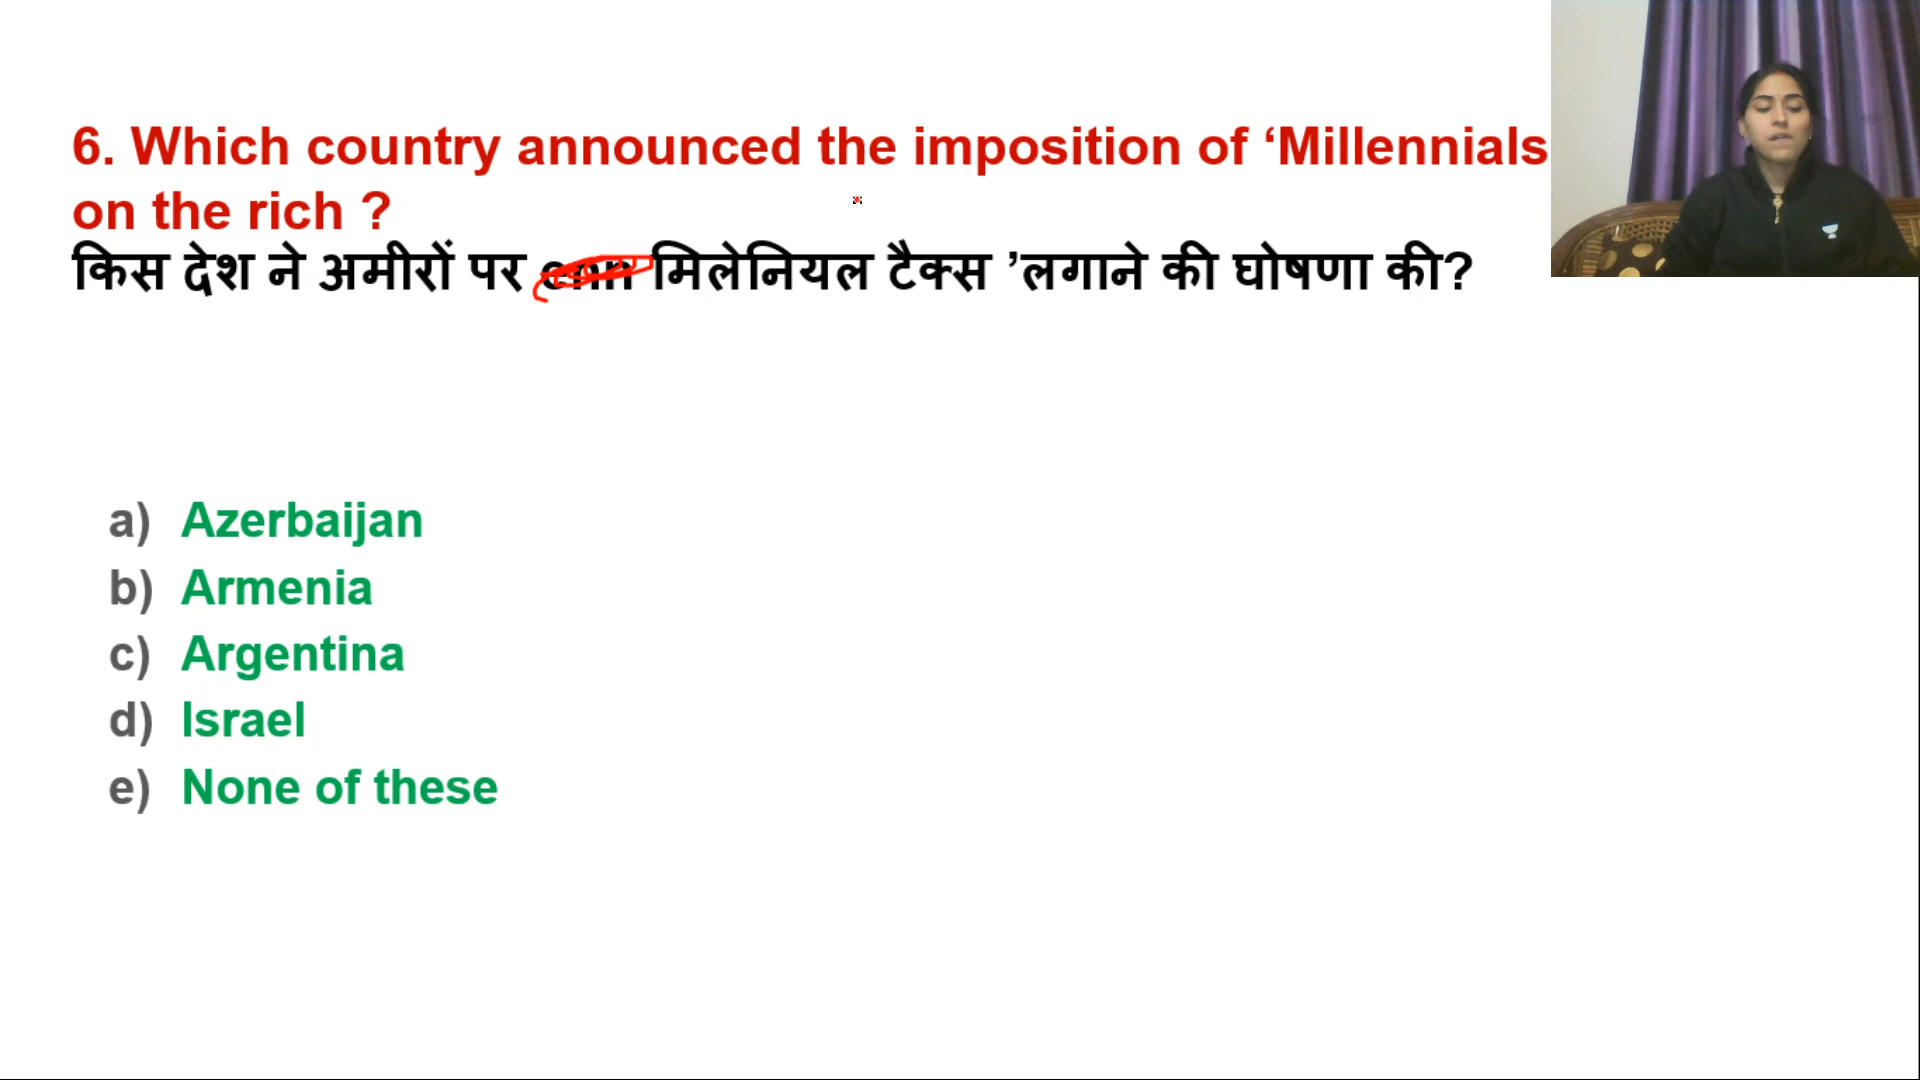 6. Which country announced the imposition of ‘Millennials
on the rich ?
किस देश ने अमीरों पर मिलेनियल टैक्स ’लगाने की घोषणा की?
a) Azerbaijan
b) Armenia
c) Argentina
d) Israel
e) None of these